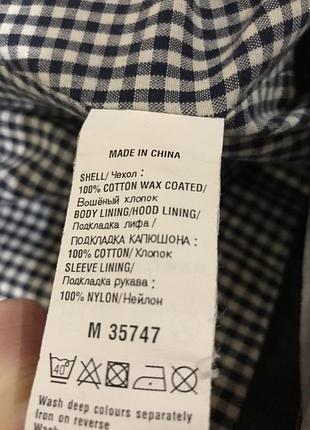 MADE IN CHINA
SHELL/Чехол :
100% COTTON WAX COATED/
Вошёный хлопок
BODY LINING/HOOD LINING/
Подкладка лифа/
ПОДКЛАДКА КАПЮШОНА :
100% COTTON/Хлопок
SLEEVE LINING/
Подкладка рукава:
100% NYLON/Нейлон
M 35747
40°
Wash deep colours separately
Iron on reverse